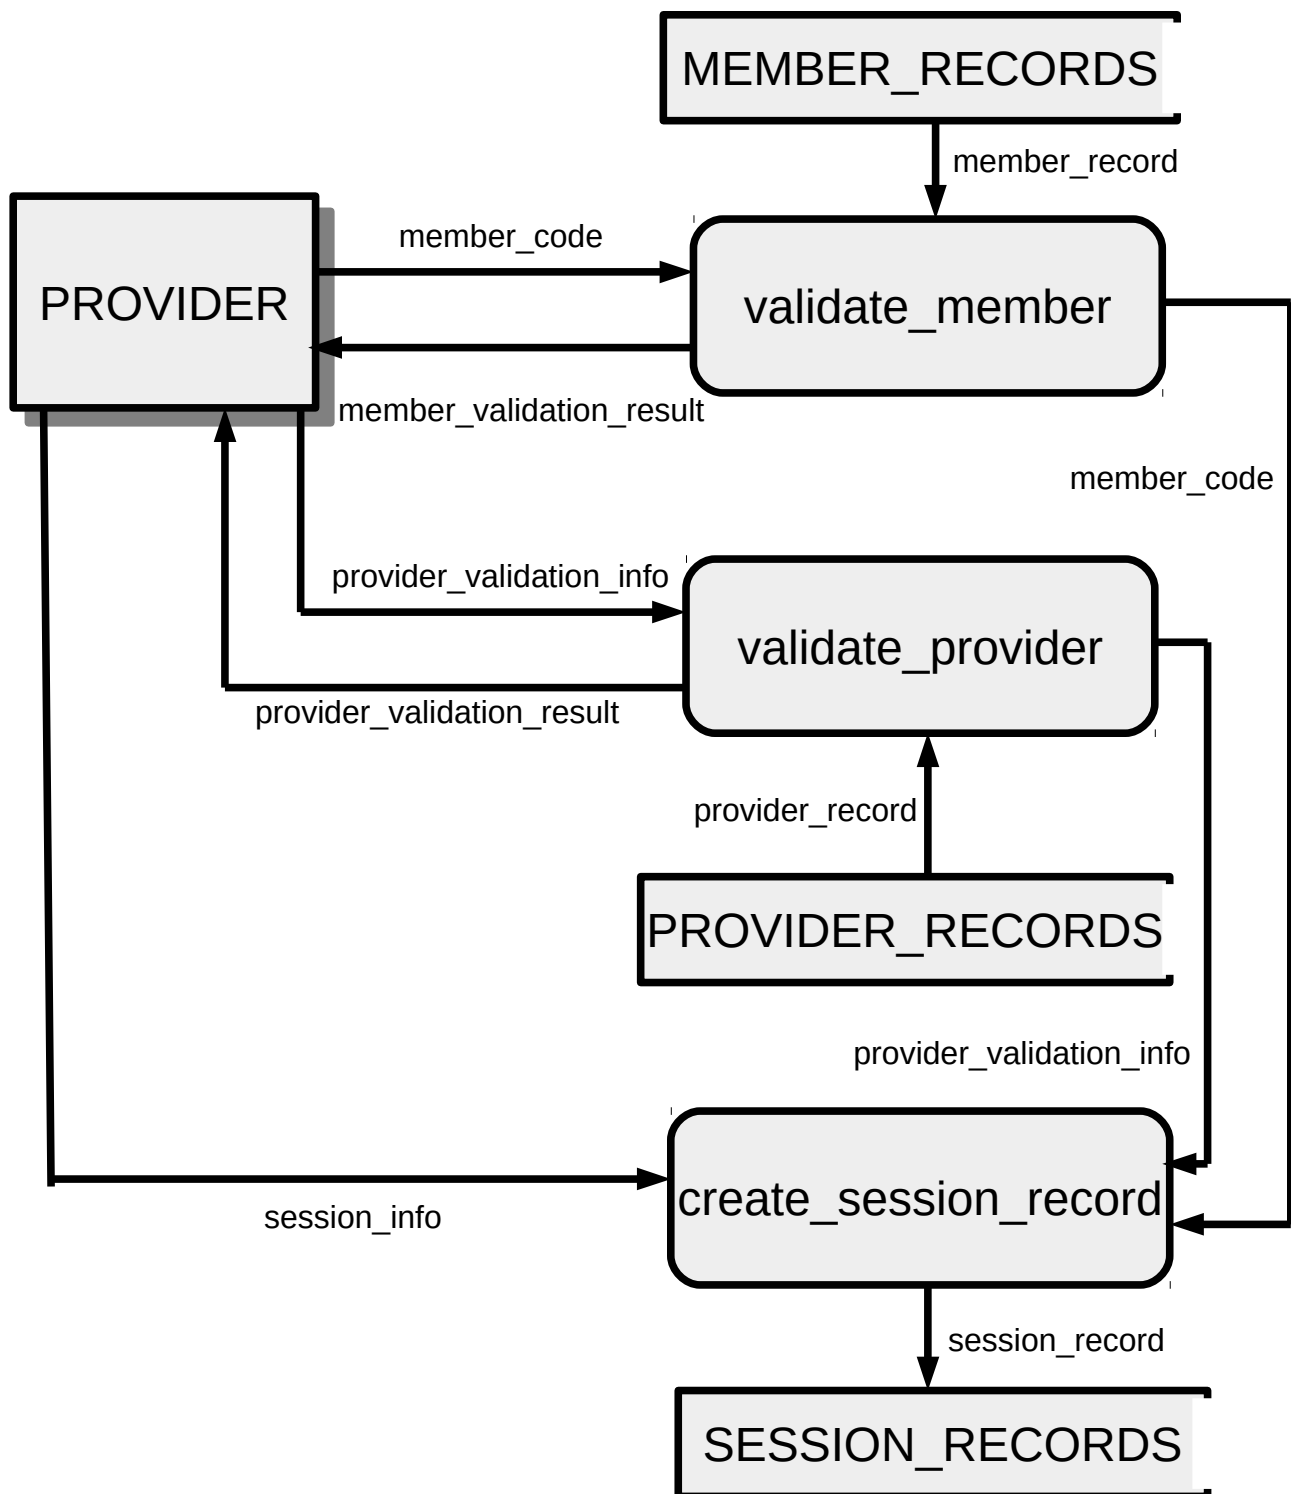 MEMBER_RECORDS
member_record
member_code
PROVIDER
validate_member
member_validation_result
member_code
provider_validation_info
validate_provider
provider_validation_result
provider_record
PROVIDER_RECORDS
provider_validation_info
create_session_record
session_info
session_record
SESSION_RECORDS